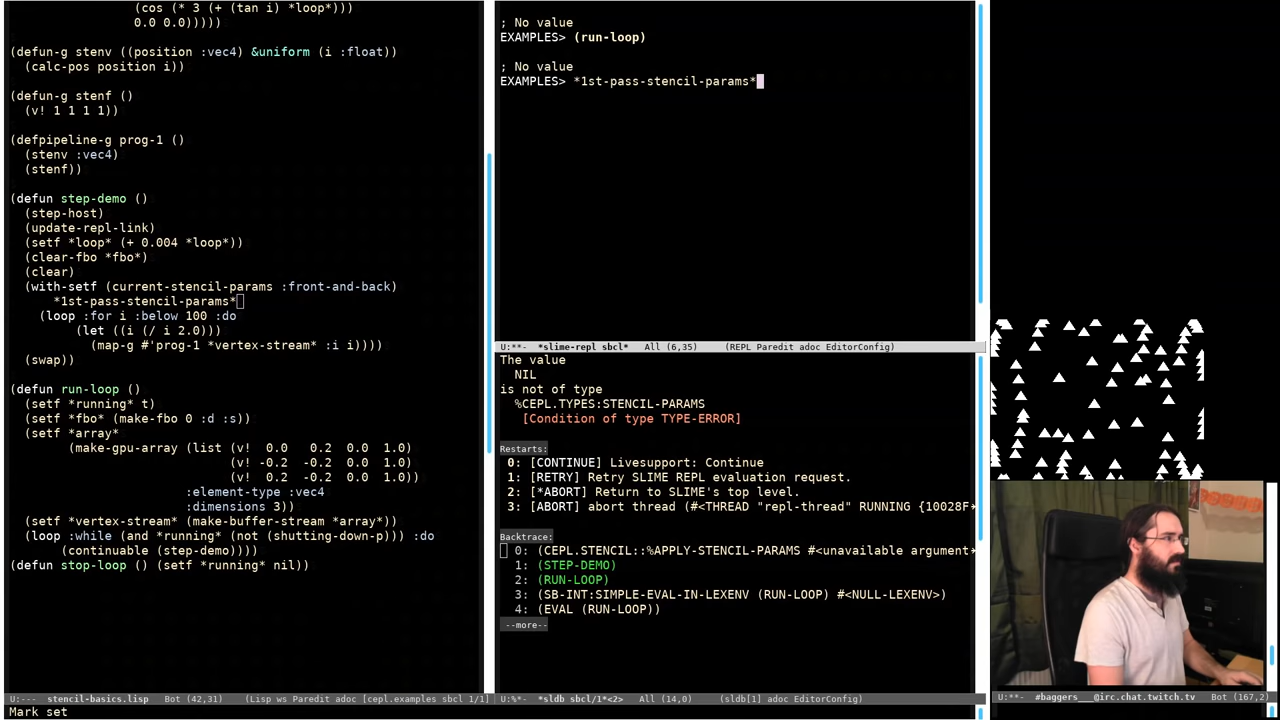 (cos (* 3 (+ (tan i) *loop*)))
0.0 0.0)))))
(defun-g stenv ((position :vec4) &uniform (i :float))
(calc-pos position i))
(defun-g stenf ()
(v! 1 1 1 1))
(defpipeline-g prog-1 ()
(stenv :vec4)
(stenf))
(defun step-demo ()
(step-host)
(update-repl-link)
(setf *loop* (+ 0.004 *loop*))
(clear-fbo *fbo*)
(clear)
(with-setf (current-stencil-params :front-and-back)
*1st-pass-stencil-params*
(loop :for i :below 100 :do
(let ((i (/ i 2.0)))
(map-g #'prog-1 *vertex-stream* :i i))))
(swap))
(defun run-loop ()
(setf *running* t)
(setf *fbo* (make-fbo 0 :d :s))
(setf *array*
(make-gpu-array (list (v!  0.0   0.2  0.0  1.0)
(v! -0.2  -0.2  0.0  1.0)
(v!  0.2  -0.2  0.0  1.0))
:element-type :vec4
:dimensions 3))
(setf *vertex-stream* (make-buffer-stream *array*))
(loop :while (and *running* (not (shutting-down-p))) :do
(continuable (step-demo))))
(defun stop-loop () (setf *running* nil))
U:---  stencil-basics.lisp   Bot (42,31)     (Lisp ws Paredit adoc [cepl.examples sbcl 1/1]
Mark set
; No value
EXAMPLES> (run-loop)
; No value
EXAMPLES> *1st-pass-stencil-params*
U:**-  *slime-repl sbcl*   All (6,35)     (REPL Paredit adoc EditorConfig)
The value
NIL
is not of type
%CEPL.TYPES:STENCIL-PARAMS
[Condition of type TYPE-ERROR]
Restarts:
0: [CONTINUE] Livesupport: Continue
1: [RETRY] Retry SLIME REPL evaluation request.
2: [*ABORT] Return to SLIME's top level.
3: [ABORT] abort thread (#<THREAD "repl-thread" RUNNING {10028F
Backtrace:
0: (CEPL.STENCIL::%APPLY-STENCIL-PARAMS #<unavailable argument
1: (STEP-DEMO)
2: (RUN-LOOP)
3: (SB-INT:SIMPLE-EVAL-IN-LEXENV (RUN-LOOP) #<NULL-LEXENV>)
4: (EVAL (RUN-LOOP))
--more--
U:%*-  *sldb sbcl/1*<2>   All (14,0)     (sldb[1] adoc EditorConfig)
U:**-  #baggers___@irc.chat.twitch.tv   Bot (167,2)